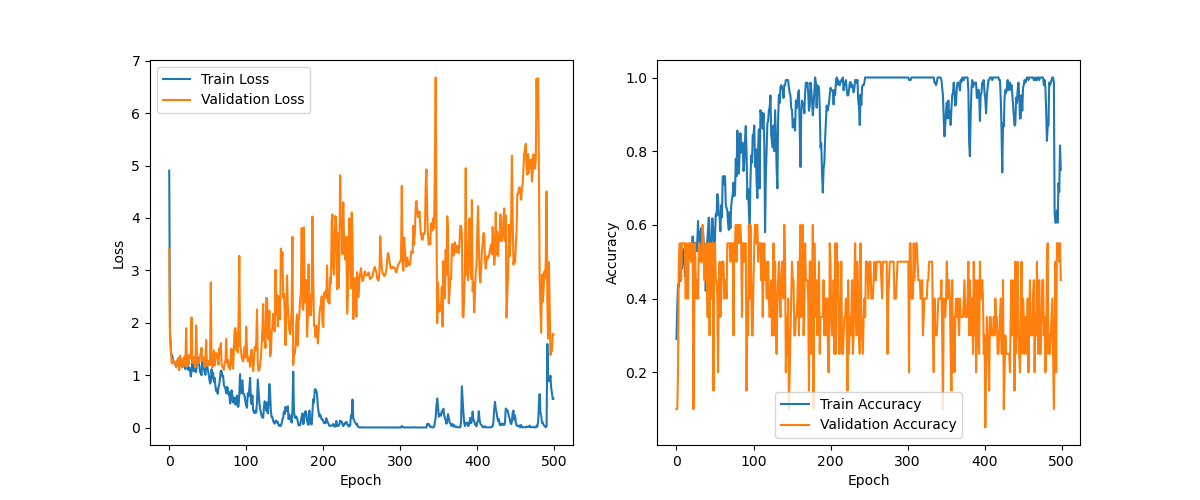 7
6
5
4
3
2
1
0
Loss
Train Loss
Validation Loss
0 100 200 300 400 500
Epoch
1.0
0.8
0.6
0.4
0.2
Accuracy
Train Accuracy
Validation Accuracy
0 100 200 300 400 500
Epoch